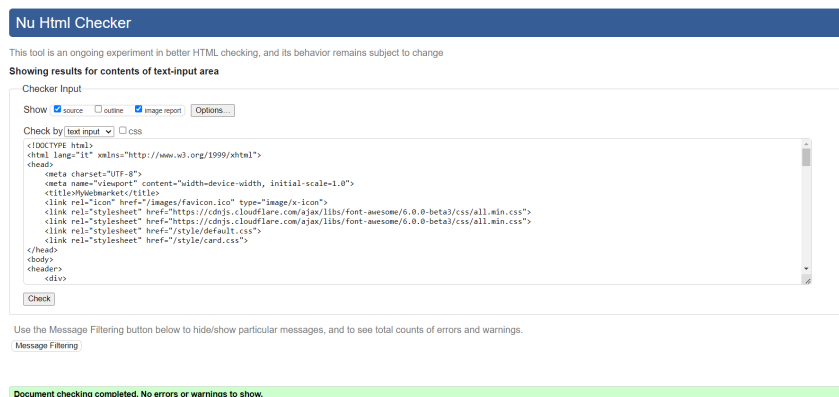 Nu Html Checker
This tool is an ongoing experiment in better HTML checking, and its behavior remains subject to change
Showing results for contents of text-input area
Checker Input
Show source outline image report Options...
Check by text input css
<!DOCTYPE html>
<html lang="it" xmlns="http://www.w3.org/1999/xhtml">
<head>
<meta charset="UTF-8">
<meta name="viewport" content="width=device-width, initial-scale=1.0">
<title>MyWebmarket</title>
<link rel="icon" href="/images/favicon.ico" type="image/x-icon">
<link rel="stylesheet" href="https://cdnjs.cloudflare.com/ajax/libs/font-awesome/6.0.0-beta3/css/all.min.css">
<link rel="stylesheet" href="https://cdnjs.cloudflare.com/ajax/libs/font-awesome/6.0.0-beta3/css/all.min.css">
<link rel="stylesheet" href="/style/default.css">
<link rel="stylesheet" href="/style/card.css">
</head>
<body>
<header>
<div>
Check
Use the Message Filtering button below to hide/show particular messages, and to see total counts of errors and warnings.
Message Filtering
Document checking completed. No errors or warnings to show.